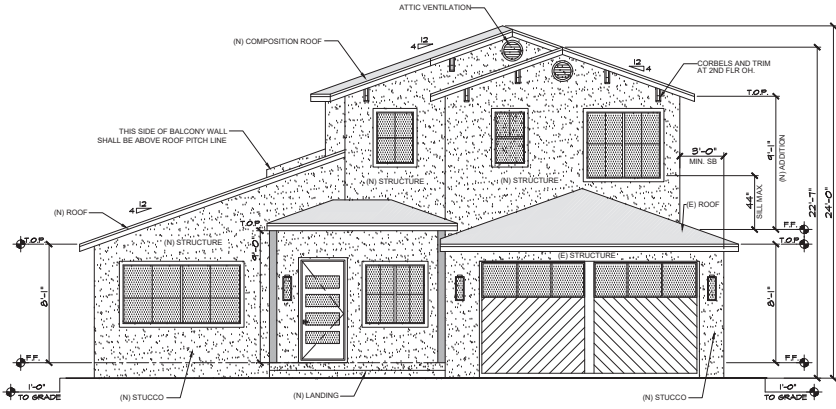 ATTIC VENTILATION
12
4
(N) COMPOSITION ROOF
12
4
CORBELS AND TRIM
AT 2ND FLR OH.
T.O.P.
THIS SIDE OF BALCONY WALL
SHALL BE ABOVE ROOF PITCH LINE
3'-0"
MIN. SB
9'-1"
(N) ADDITION
22'-7"
24'-0"
(N) STRUCTURE
(N) STRUCTURE
44"
SILL MAX.
12
4
(N) ROOF
(E) ROOF
T.O.P.
F.F.
T.O.P.
(N) STRUCTURE
T.O.P.
9'-0"
(E) STRUCTURE
8'-1"
8'-1"
F.F.
F.F.
1'-0"
TO GRADE
(N) STUCCO
(N) LANDING
(N) STUCCO
1'-0"
TO GRADE